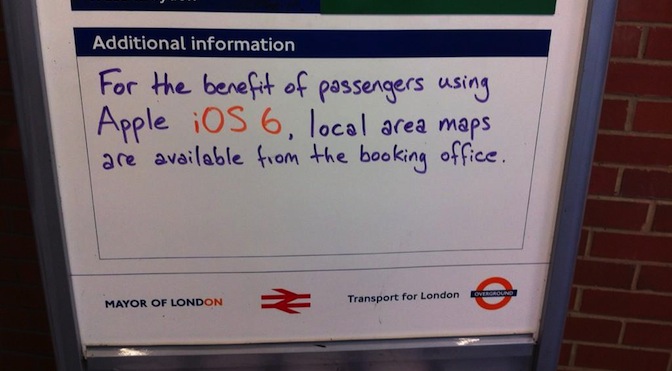 Additional information
For the benefit of passengers using
Apple iOS 6, local area maps
are available from the booking office.
MAYOR OF LONDON
Transport for London
OVERGROUND